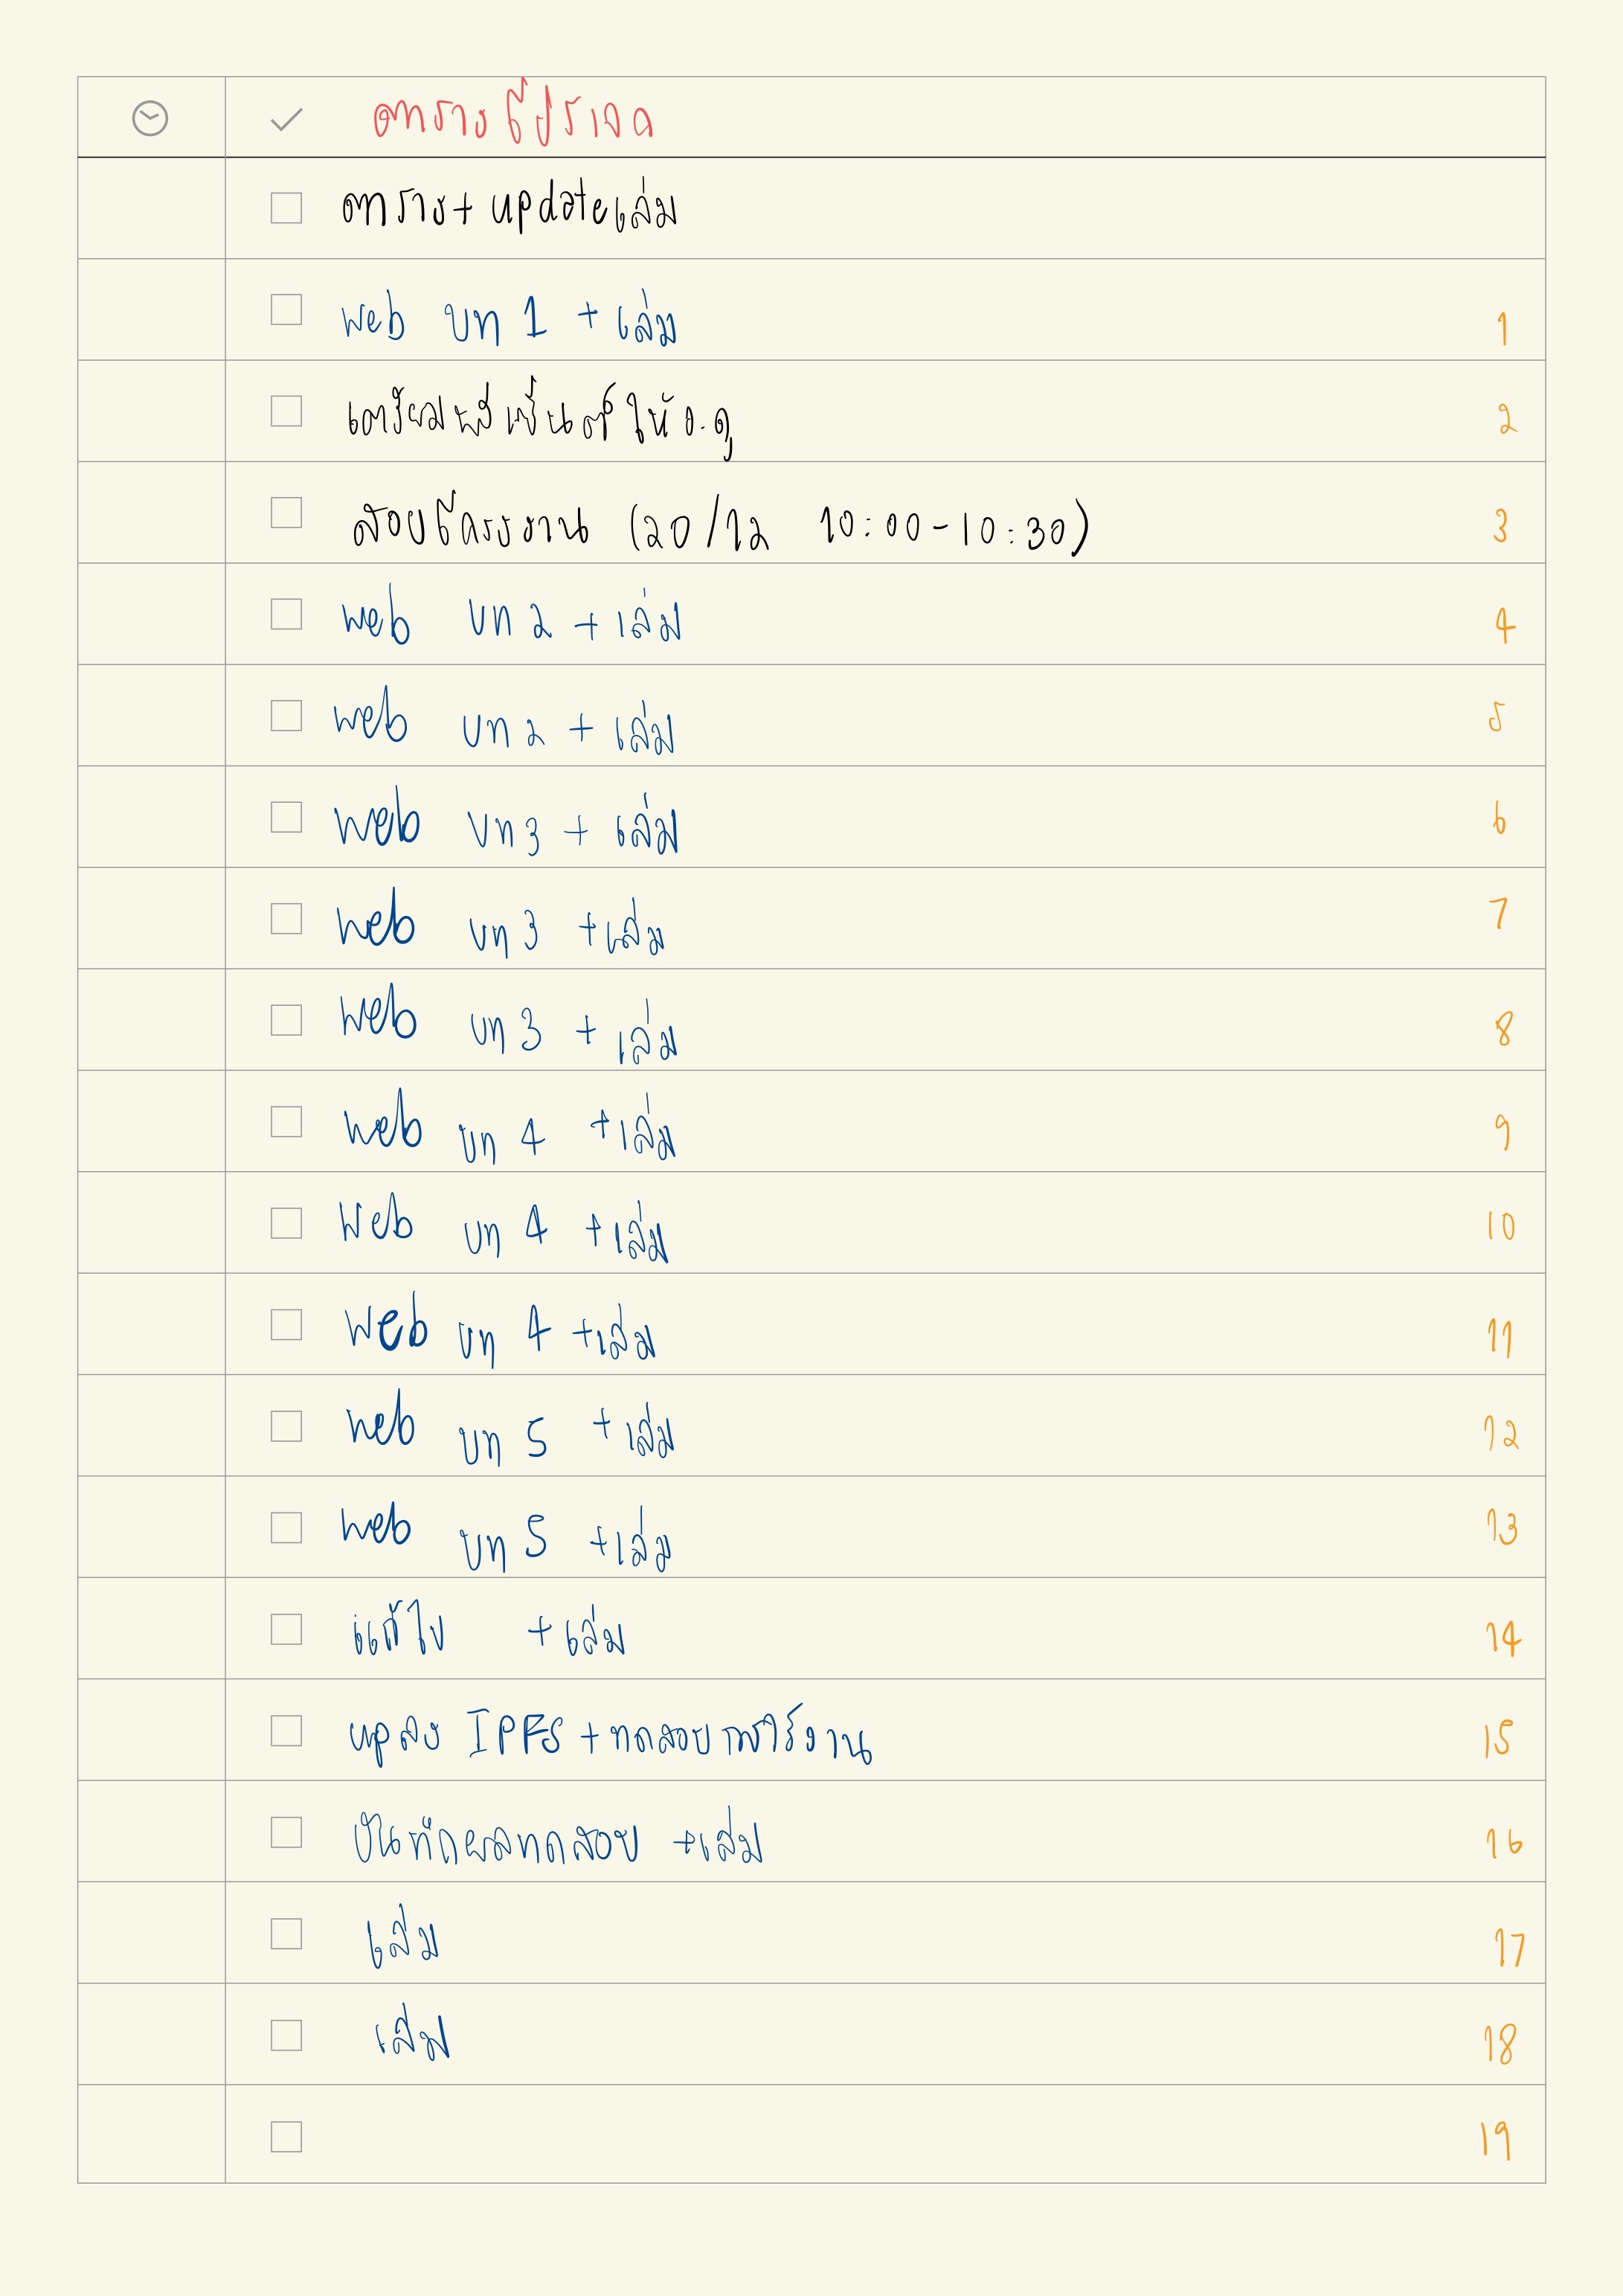 ตารางโปรเจค
ตาราง + update เล่ม
web บท 1 + เล่ม 1
เตรียมพรีเซ็นต์ให้ อ.ดู 2
สอบโครงงาน (20/12 10:00-10:30) 3
web บท 2 + เล่ม 4
web บท 2 + เล่ม 5
web บท 3 + เล่ม 6
web บท 3 + เล่ม 7
web บท 3 + เล่ม 8
web บท 4 + เล่ม 9
web บท 4 + เล่ม 10
web บท 4 + เล่ม 11
web บท 5 + เล่ม 12
web บท 5 + เล่ม 13
แก้ไข + เล่ม 14
up ลง IPFS + ทดสอบการใช้งาน 15
บันทึกผลทดสอบ + เล่ม 16
เล่ม 17
เล่ม 18
19